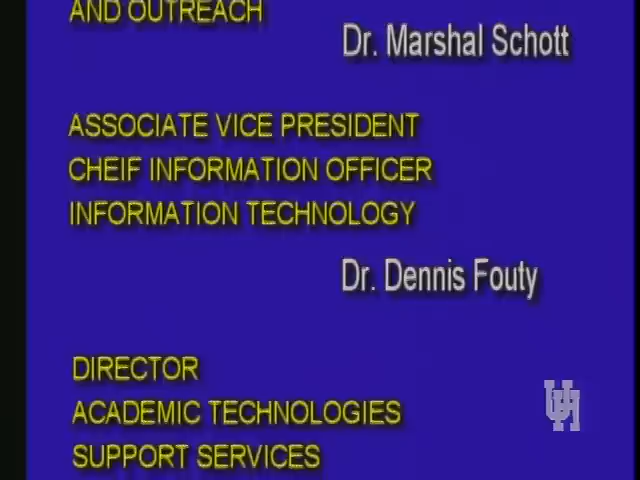 AND OUTREACH
Dr. Marshal Schott
ASSOCIATE VICE PRESIDENT
CHEIF INFORMATION OFFICER
INFORMATION TECHNOLOGY
Dr. Dennis Fouty
DIRECTOR
ACADEMIC TECHNOLOGIES
SUPPORT SERVICES
UH